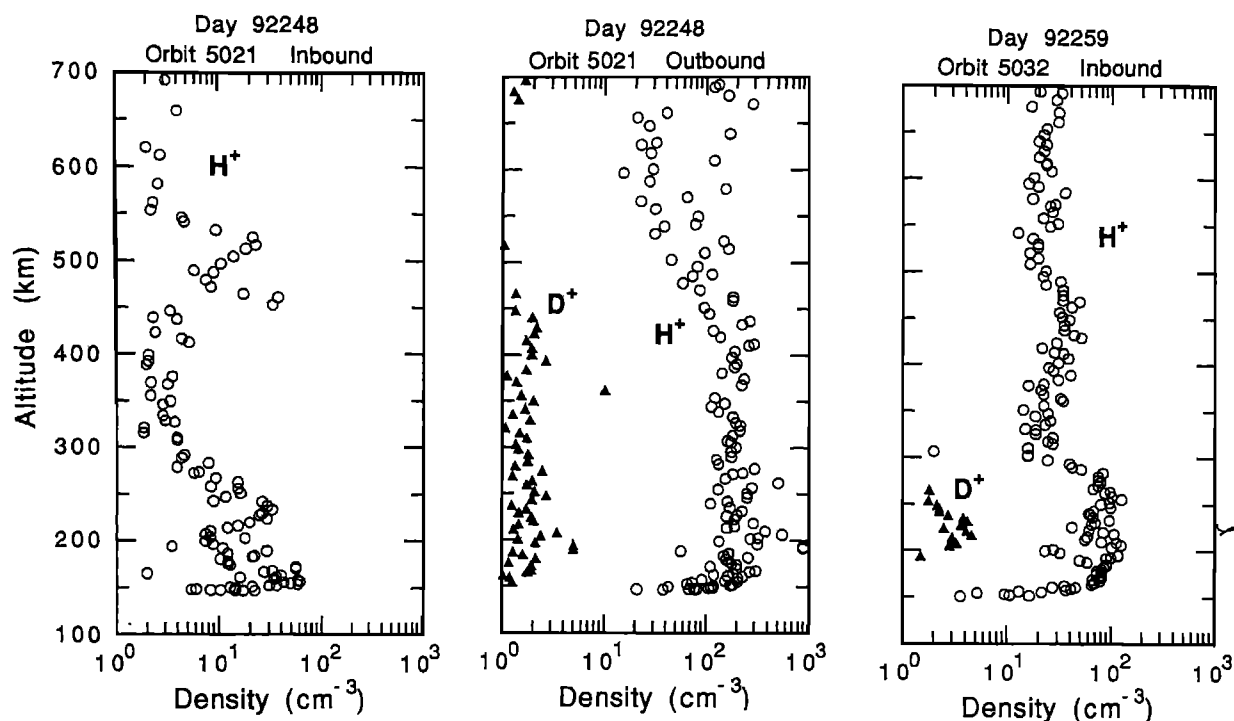 Day 92248
Orbit 5021 Inbound
Day 92248
Orbit 5021 Outbound
Day 92259
Orbit 5032 Inbound
Altitude (km)
700
600
500
400
300
200
100
H+
D+
H+
H+
D+
10^0 10^1 10^2 10^3
10^0 10^1 10^2 10^3
10^0 10^1 10^2 10^3
Density (cm^-3)
Density (cm^-3)
Density (cm^-3)